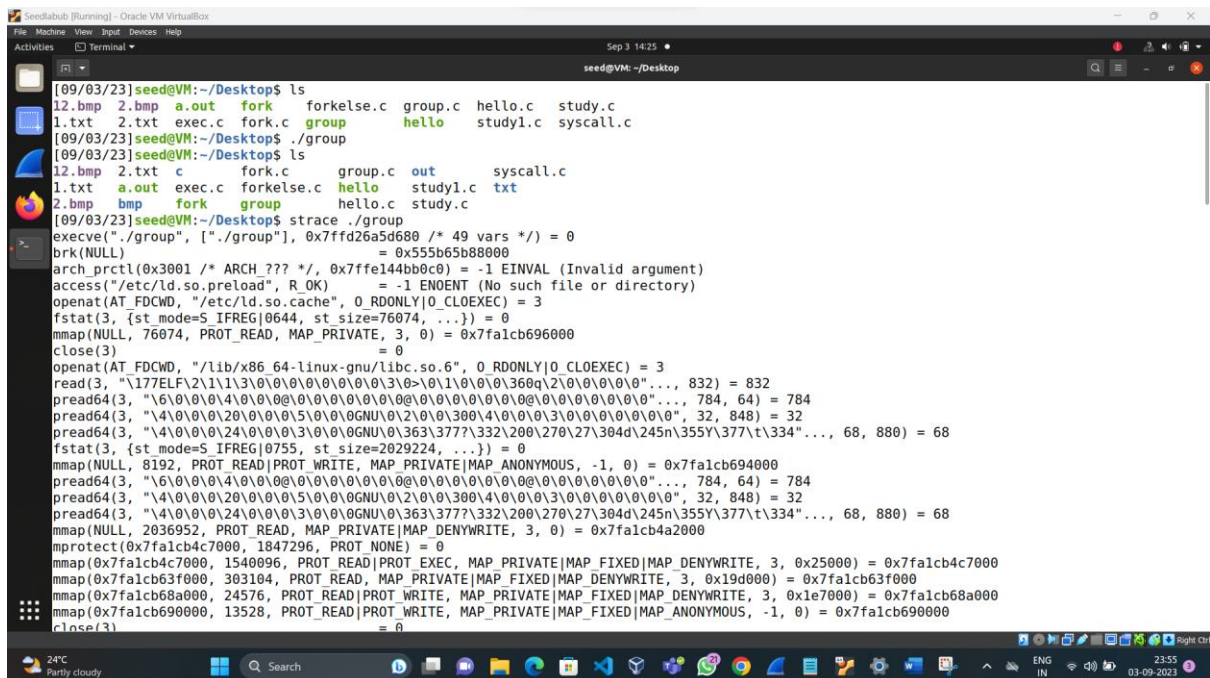 Seedlabub [Running] - Oracle VM VirtualBox
File Machine View Input Devices Help
Activities Terminal Sep 3 14:25
seed@VM: ~/Desktop
[09/03/23]seed@VM:~/Desktop$ ls
12.bmp 2.bmp a.out fork forkelse.c group.c hello.c study.c
1.txt 2.txt exec.c fork.c group hello study1.c syscall.c
[09/03/23]seed@VM:~/Desktop$ ./group
[09/03/23]seed@VM:~/Desktop$ ls
12.bmp 2.txt c fork.c group.c out syscall.c
1.txt a.out exec.c forkelse.c hello study1.c txt
2.bmp bmp fork group hello.c study.c
[09/03/23]seed@VM:~/Desktop$ strace ./group
execve("./group", ["./group"], 0x7ffd26a5d680 /* 49 vars */) = 0
brk(NULL) = 0x555b65b88000
arch_prctl(0x3001 /* ARCH_??? */, 0x7ffe144bb0c0) = -1 EINVAL (Invalid argument)
access("/etc/ld.so.preload", R_OK) = -1 ENOENT (No such file or directory)
openat(AT_FDCWD, "/etc/ld.so.cache", O_RDONLY|O_CLOEXEC) = 3
fstat(3, {st_mode=S_IFREG|0644, st_size=76074, ...}) = 0
mmap(NULL, 76074, PROT_READ, MAP_PRIVATE, 3, 0) = 0x7fa1cb696000
close(3) = 0
openat(AT_FDCWD, "/lib/x86_64-linux-gnu/libc.so.6", O_RDONLY|O_CLOEXEC) = 3
read(3, "\177ELF\2\1\1\3\0\0\0\0\0\0\0\0\3\0>\0\1\0\0\0\360q\2\0\0\0\0\0"..., 832) = 832
pread64(3, "\6\0\0\0\4\0\0\0@\0\0\0\0\0\0\0@\0\0\0\0\0\0\0@\0\0\0\0\0\0\0"..., 784, 64) = 784
pread64(3, "\4\0\0\0\20\0\0\0\5\0\0\0GNU\0\2\0\0\300\4\0\0\0\3\0\0\0\0\0\0\0", 32, 848) = 32
pread64(3, "\4\0\0\0\24\0\0\0\3\0\0\0GNU\0\363\377?\332\200\270\27\304d\245n\355Y\377\t\334"..., 68, 880) = 68
fstat(3, {st_mode=S_IFREG|0755, st_size=2029224, ...}) = 0
mmap(NULL, 8192, PROT_READ|PROT_WRITE, MAP_PRIVATE|MAP_ANONYMOUS, -1, 0) = 0x7fa1cb694000
pread64(3, "\6\0\0\0\4\0\0\0@\0\0\0\0\0\0\0@\0\0\0\0\0\0\0@\0\0\0\0\0\0\0"..., 784, 64) = 784
pread64(3, "\4\0\0\0\20\0\0\0\5\0\0\0GNU\0\2\0\0\300\4\0\0\0\3\0\0\0\0\0\0\0", 32, 848) = 32
pread64(3, "\4\0\0\0\24\0\0\0\3\0\0\0GNU\0\363\377?\332\200\270\27\304d\245n\355Y\377\t\334"..., 68, 880) = 68
mmap(NULL, 2036952, PROT_READ, MAP_PRIVATE|MAP_DENYWRITE, 3, 0) = 0x7fa1cb4a2000
mprotect(0x7fa1cb4c7000, 1847296, PROT_NONE) = 0
mmap(0x7fa1cb4c7000, 1540096, PROT_READ|PROT_EXEC, MAP_PRIVATE|MAP_FIXED|MAP_DENYWRITE, 3, 0x25000) = 0x7fa1cb4c7000
mmap(0x7fa1cb63f000, 303104, PROT_READ, MAP_PRIVATE|MAP_FIXED|MAP_DENYWRITE, 3, 0x19d000) = 0x7fa1cb63f000
mmap(0x7fa1cb68a000, 24576, PROT_READ|PROT_WRITE, MAP_PRIVATE|MAP_FIXED|MAP_DENYWRITE, 3, 0x1e7000) = 0x7fa1cb68a000
mmap(0x7fa1cb690000, 13528, PROT_READ|PROT_WRITE, MAP_PRIVATE|MAP_FIXED|MAP_ANONYMOUS, -1, 0) = 0x7fa1cb690000
close(3) = 0
Right Ctrl
24°C
Partly cloudy
Search
ENG
IN
23:55
03-09-2023